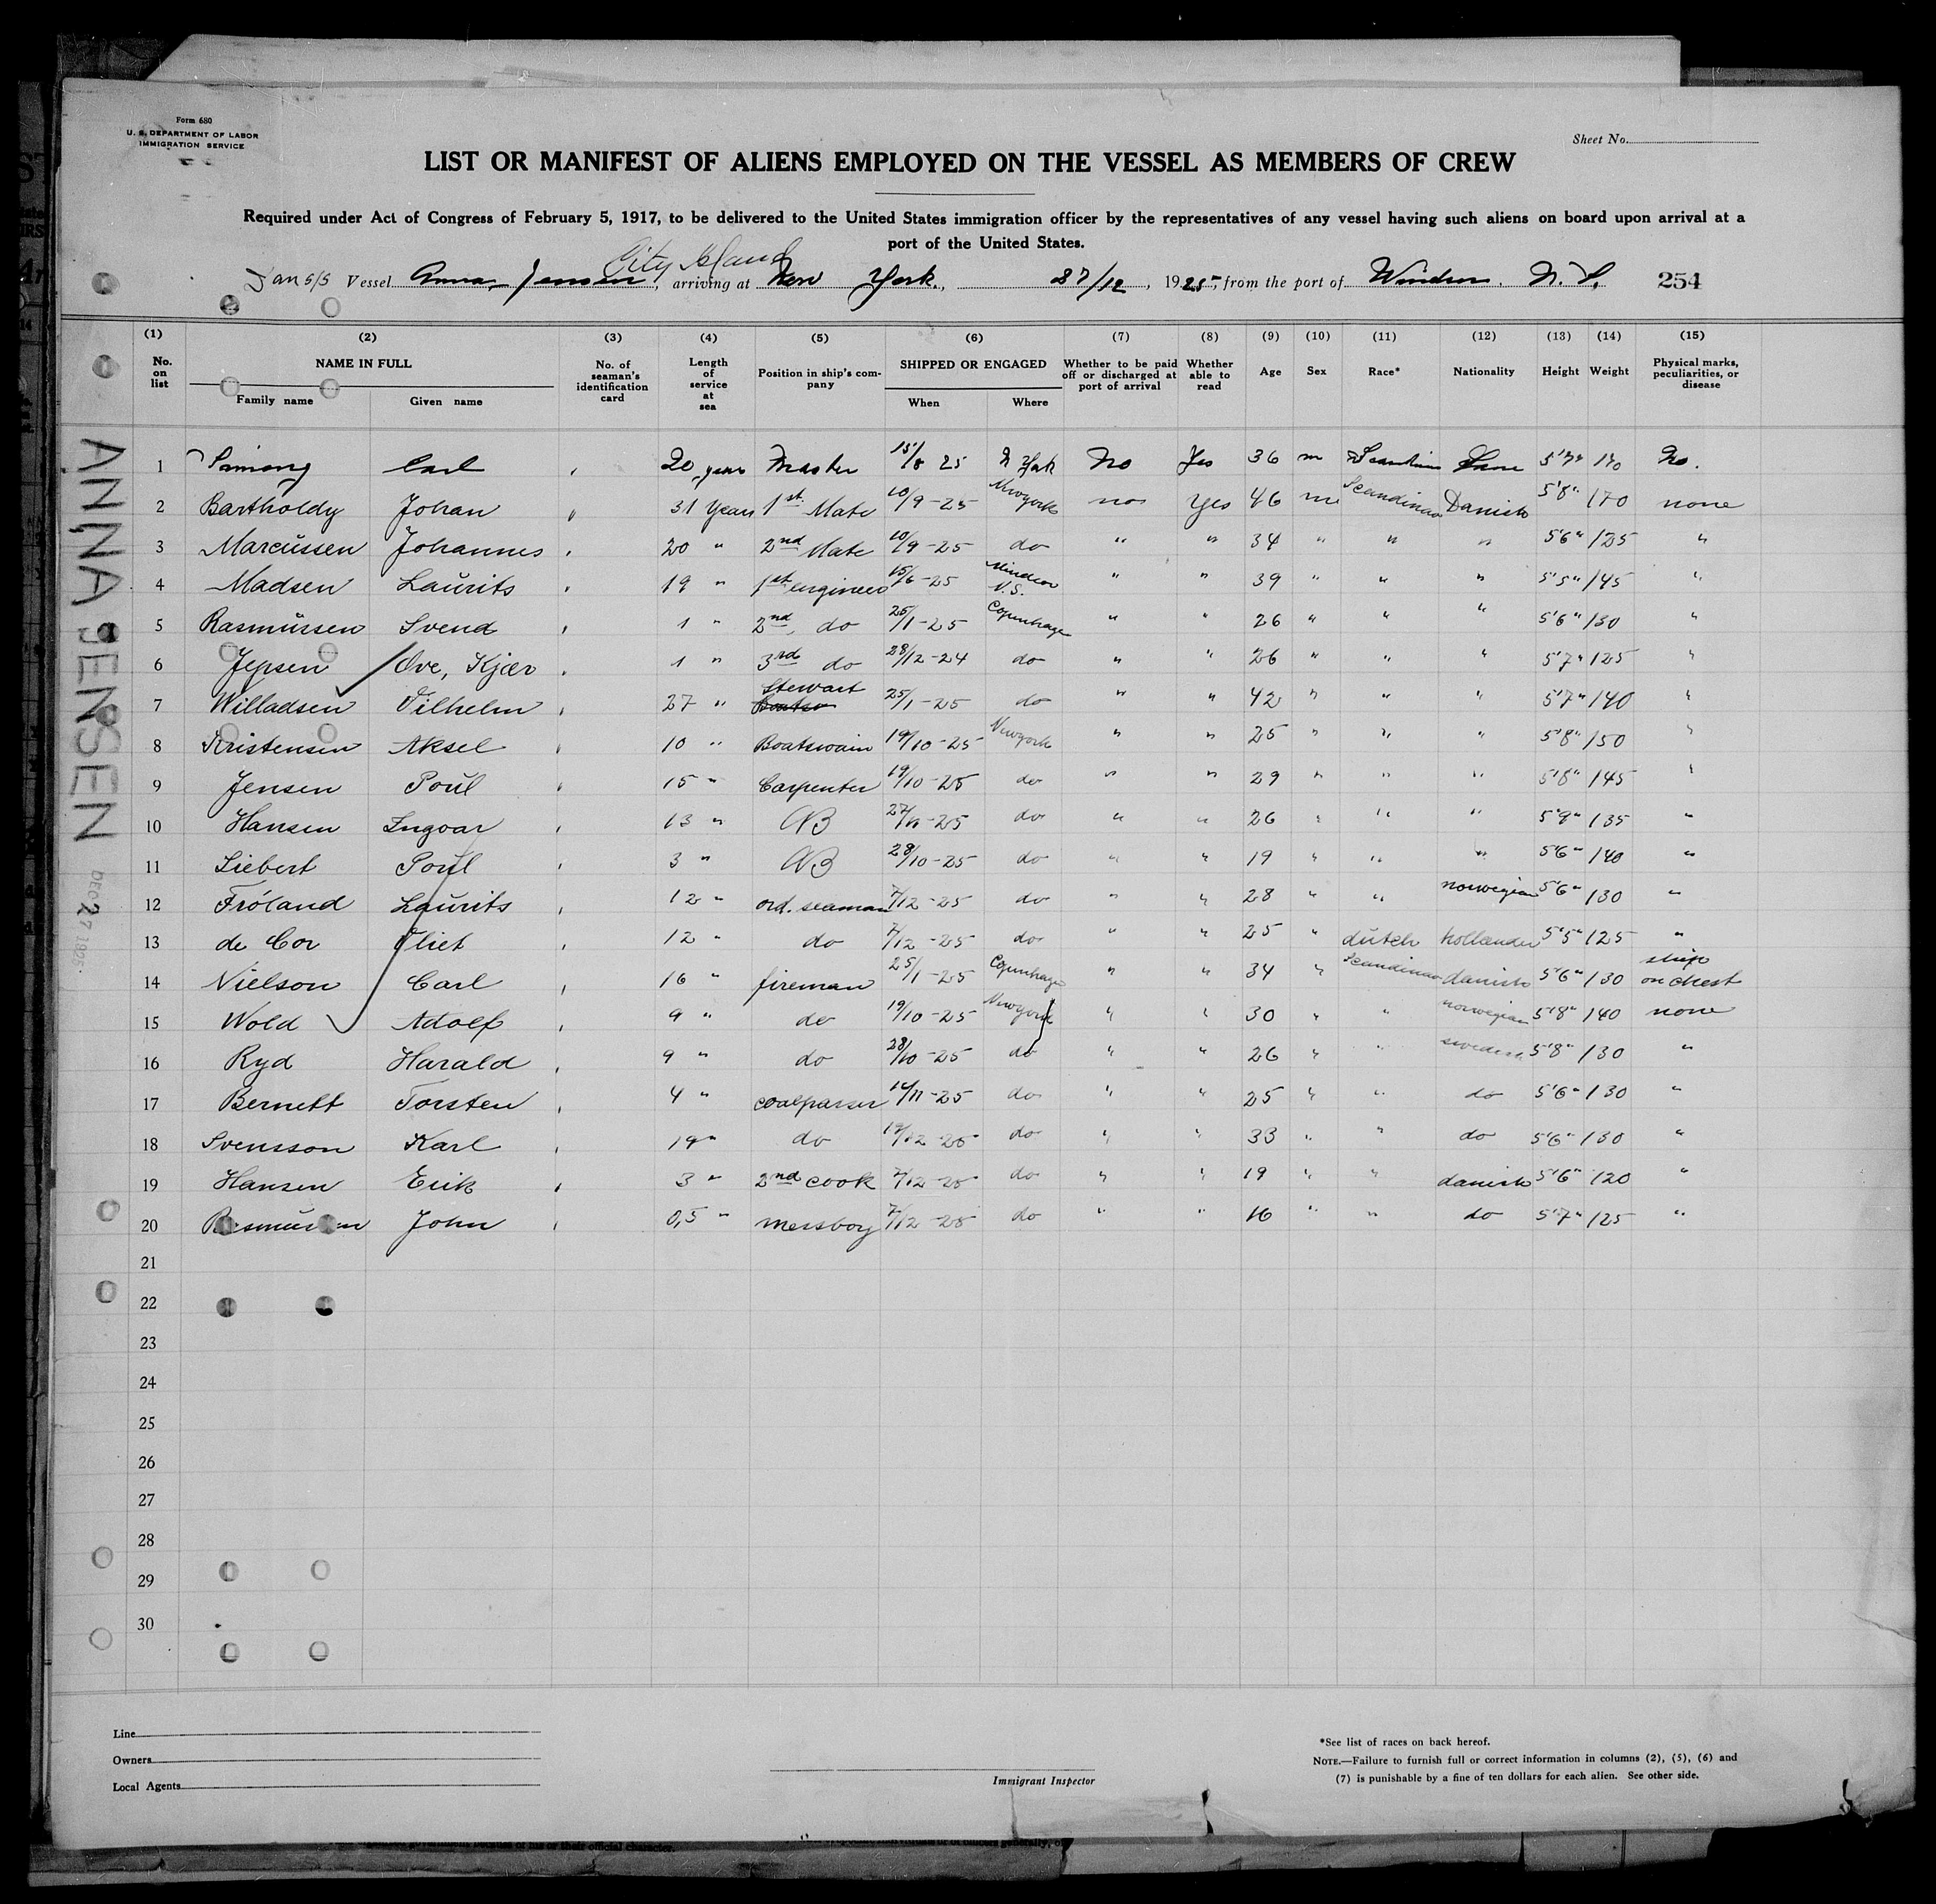 Form 680
U. S. DEPARTMENT OF LABOR
IMMIGRATION SERVICE
Sheet No.
LIST OR MANIFEST OF ALIENS EMPLOYED ON THE VESSEL AS MEMBERS OF CREW
Required under Act of Congress of February 5, 1917, to be delivered to the United States immigration officer by the representatives of any vessel having such aliens on board upon arrival at a
port of the United States.
City Island
Dan S/S Vessel Anna Jensen, arriving at New York., 27/12, 1925, from the port of Windsor. N. S. 254
(1) (2) (3) (4) (5) (6) (7) (8) (9) (10) (11) (12) (13) (14) (15)
No. on list NAME IN FULL Family name Given name No. of seaman's identification card Length of service at sea Position in ship's company SHIPPED OR ENGAGED When Where Whether to be paid off or discharged at port of arrival Whether able to read Age Sex Race* Nationality Height Weight Physical marks, peculiarities, or disease
1 Carl 20 years Master 15/8 25 N York No Yes 36 m Dane 5'7" 170 No.
2 Bartholdy Johan 31 Years 1st Mate 10/9-25 Newyork no Yes 46 m Scandinav Danish 5'8" 170 none
3 Marcussen Johannes 20 " 2nd Mate 10/9-25 do " " 34 " " " 5'6" 125 "
4 Madsen Laurits 19 " 1st engineer 15/6-25 Windsor N.S. " " 39 " " " 5'5" 145 "
5 Rasmussen Svend 1 " 2nd do 25/1-25 Copenhagen " " 26 " " " 5'6" 130 "
6 Jepsen Ove, Kjær 1 " 3rd do 28/12-24 do " " 26 " " " 5'7" 125 "
7 Willadsen Vilhelm 27 " Stewart 25/1-25 do " " 42 " " " 5'7" 140 "
8 Kristensen Aksel 10 " Boatswain 19/10-25 Newyork " " 25 " " " 5'8" 150 "
9 Jensen Poul 15 " Carpenter 19/10-25 do " " 29 " " " 5'8" 145 "
10 Hansen Ingvar 13 " AB do " " 26 " " " 5'9" 135 "
11 Siebert Poul 3 " AB 28/10-25 do " " 19 " " " 5'6" 140 "
12 Fröland Laurits 12 " ord. seaman 7/12-25 do " " 28 " " norwegian 5'6" 130 "
13 de Cor Vliet 12 " do 7/12-25 do " " 25 " dutch hollander 5'5" 125 "
14 Nielson Carl 16 " fireman 25/1-25 Copenhagen " " 34 " Scandinav danish 5'6" 130 ship on chest
15 Wold Adolf 9 " do 19/10-25 Newyork " " 30 " " norwegian 5'8" 140 none
16 Ryd Harald 9 " do 28/10-25 do " " 26 " " swedish 5'8" 130 "
17 Bernett Torsten 4 " coalpasser 14/11-25 do " " 25 " " do 5'6" 130 "
18 Svensson Karl 19 " do do " " 33 " " do 5'6" 130 "
19 Hansen Erik 3 " 2nd cook 7/12-25 do " " 19 " " danish 5'6" 120 "
20 Rasmussen John 0,5 " messboy 7/12-25 do " " 16 " " do 5'7" 125 "
21
22
23
24
25
26
27
28
29
30
ANNA JENSEN
DEC 27 1925
Line
Owners
Local Agents
Immigrant Inspector
*See list of races on back hereof.
NOTE.—Failure to furnish full or correct information in columns (2), (5), (6) and
(7) is punishable by a fine of ten dollars for each alien. See other side.